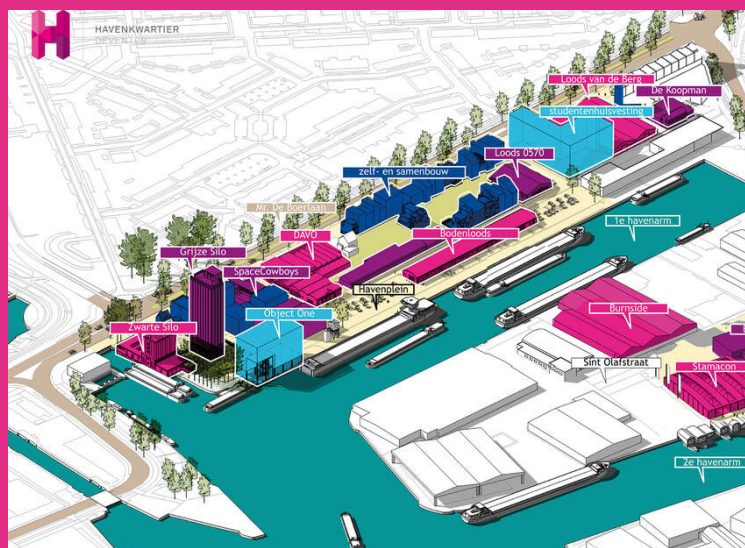 HAVENKWARTIER
DEVENTER
Loods van de Berg
De Koopman
studentenhuisvesting
Loods 0570
zelf- en samenbouw
Mr. De Boerlaan
1e havenarm
DAVO
Bodenloods
Grijze Silo
SpaceCowboys
Havenplein
Object One
Burnside
Zwarte Silo
Sint Olafstraat
Stamacon
2e havenarm